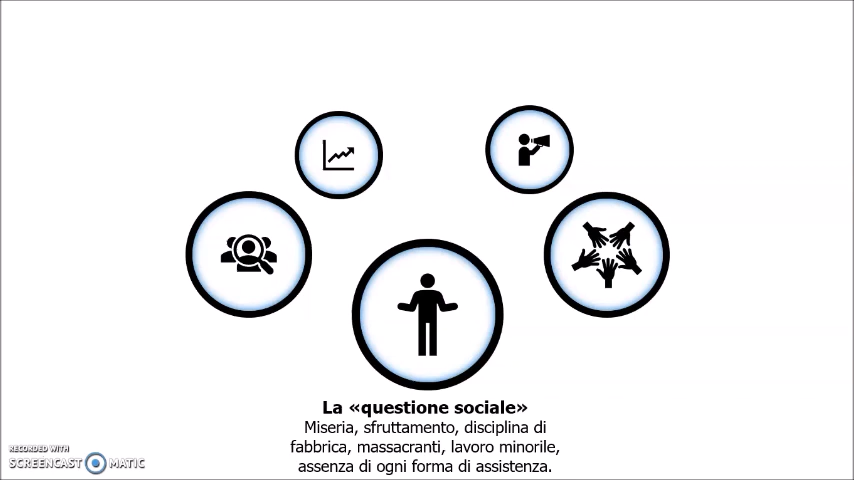 La «questione sociale»
Miseria, sfruttamento, disciplina di
fabbrica, massacranti, lavoro minorile,
assenza di ogni forma di assistenza.
RECORDED WITH
SCREENCAST MATIC